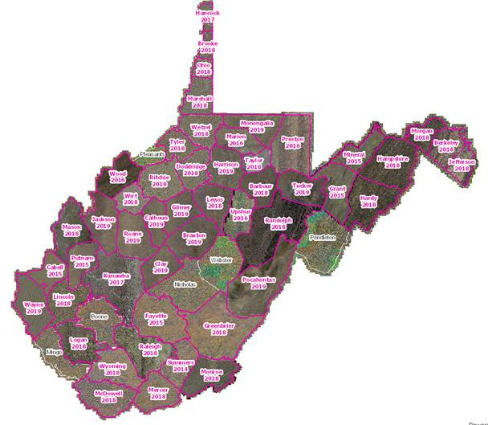 Hancock
2017
Brooke
2018
Ohio
2018
Marshall
2018
Wetzel
2018
Monongalia
2019
Marion
2016
Preston
2016
Tyler
2018
Pleasants
Doddridge
2018
Harrison
2019
Taylor
2018
Wood
2016
Ritchie
2018
Barbour
2018
Tucker
2019
Grant
2015
Mineral
2015
Hampshire
2018
Morgan
2018
Berkeley
2018
Jefferson
2018
Hardy
2018
Wirt
2018
Gilmer
2019
Lewis
2018
Upshur
2016
Randolph
2018
Pendleton
Mason
2018
Jackson
2019
Calhoun
2019
Roane
2019
Braxton
2019
Webster
Cabell
2015
Putnam
2018
Kanawha
2017
Clay
2019
Nicholas
Pocahontas
2019
Wayne
2019
Lincoln
2018
Boone
Fayette
2015
Greenbrier
2018
Mingo
Logan
2018
Raleigh
2018
Summers
2014
Monroe
2018
Wyoming
2018
McDowell
2018
Mercer
2018